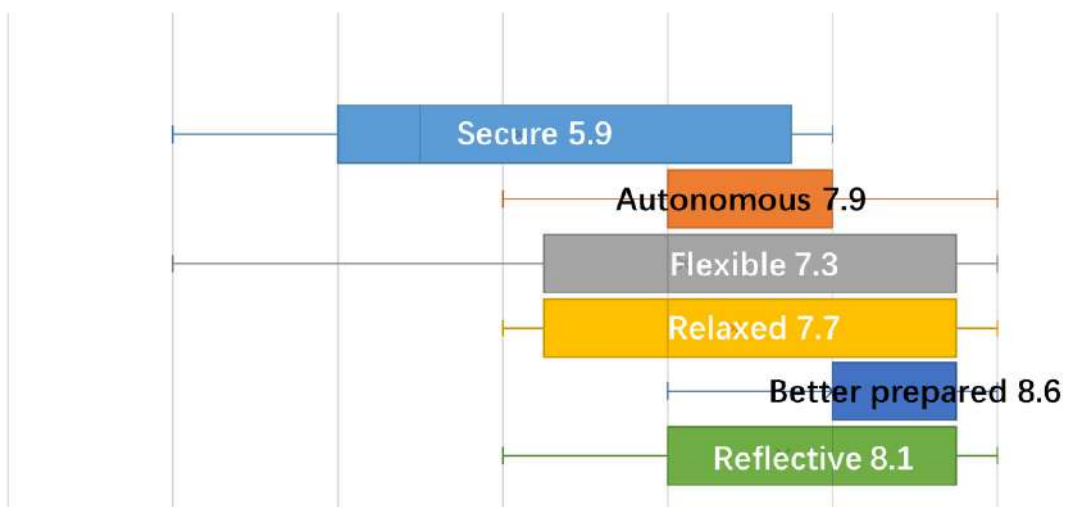 Secure 5.9
Autonomous 7.9
Flexible 7.3
Relaxed 7.7
Better prepared 8.6
Reflective 8.1